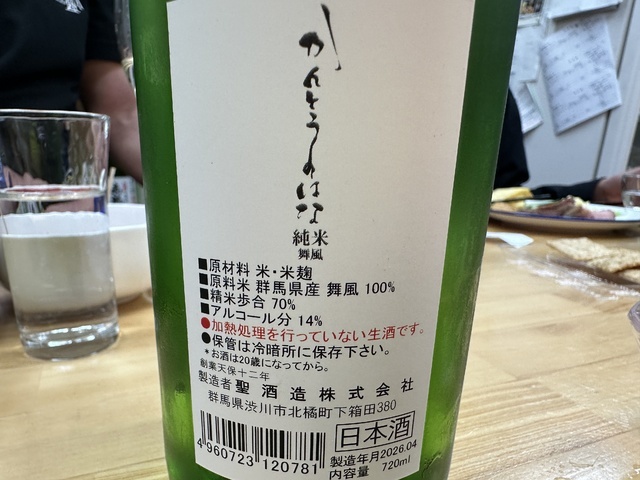 かんとうのはな
純米
舞風
■原材料 米・米麹
■原料米 群馬県産 舞風 100%
■精米歩合 70%
■アルコール分 14%
●加熱処理を行っていない生酒です。
●保管は冷暗所に保存下さい。
*お酒は20歳になってから。
創業天保十二年
製造者 聖酒造株式会社
群馬県渋川市北橘町下箱田380
日本酒
4 960723 120781
製造年月2026.04
内容量 720ml